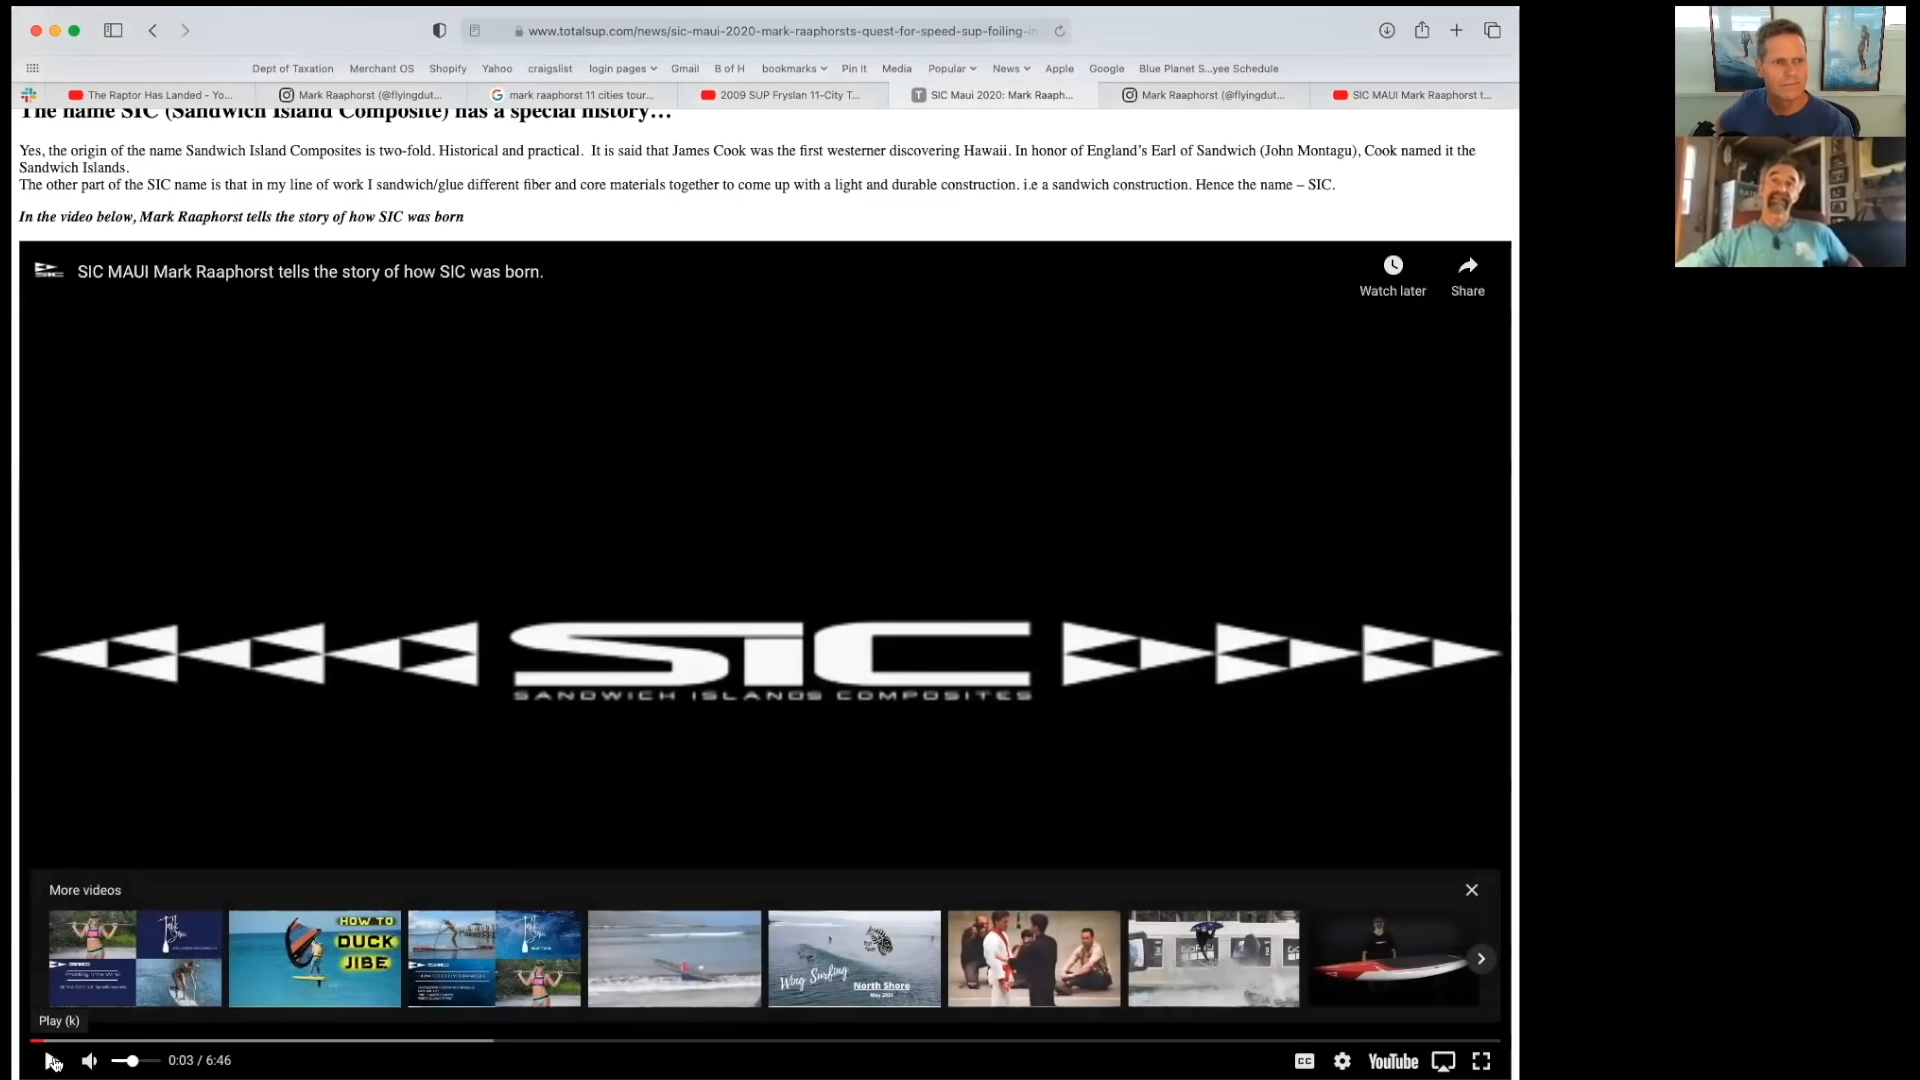 www.totalsup.com/news/sic-maui-2020-mark-raaphorsts-quest-for-speed-sup-foiling-in
Dept of Taxation Merchant OS Shopify Yahoo craigslist login pages Gmail B of H bookmarks Pin It Media Popular News Apple Google Blue Planet S...yee Schedule
The Raptor Has Landed - Yo... Mark Raaphorst (@flyingdut... mark raaphorst 11 cities tour... 2009 SUP Fryslan 11-City T... SIC Maui 2020: Mark Raaph... Mark Raaphorst (@flyingdut... SIC MAUI Mark Raaphorst t...
The name SIC (Sandwich Island Composite) has a special history…
Yes, the origin of the name Sandwich Island Composites is two-fold. Historical and practical. It is said that James Cook was the first westerner discovering Hawaii. In honor of England's Earl of Sandwich (John Montagu), Cook named it the
Sandwich Islands.
The other part of the SIC name is that in my line of work I sandwich/glue different fiber and core materials together to come up with a light and durable construction. i.e a sandwich construction. Hence the name – SIC.
In the video below, Mark Raaphorst tells the story of how SIC was born
SIC MAUI Mark Raaphorst tells the story of how SIC was born.
Watch later Share
SIC
SANDWICH ISLANDS COMPOSITES
More videos
HOW TO
DUCK
JIBE
Wing Surfing
North Shore
May 2021
Play (k)
0:03 / 6:46
CC
YouTube